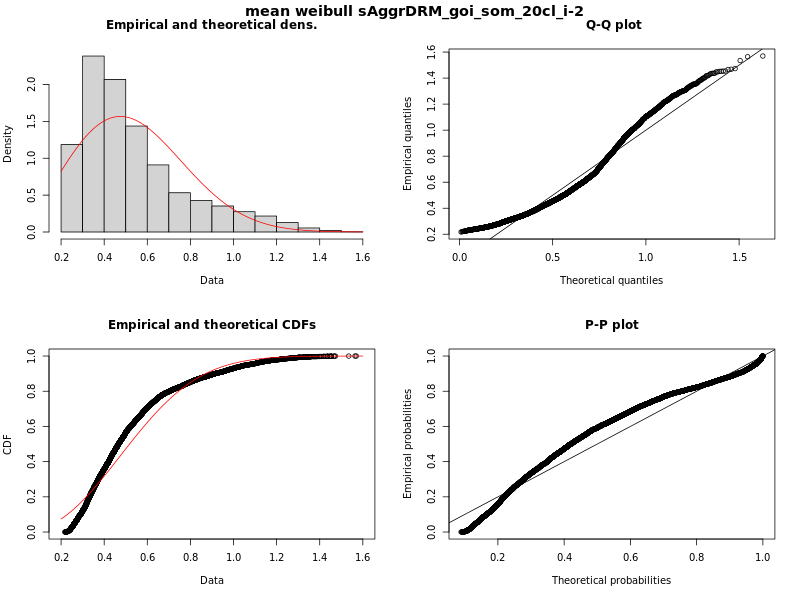 mean weibull sAggrDRM_goi_som_20cl_i-2
Empirical and theoretical dens.
Density
0.0 0.5 1.0 1.5 2.0
0.2 0.4 0.6 0.8 1.0 1.2 1.4 1.6
Data
Q-Q plot
Empirical quantiles
0.2 0.4 0.6 0.8 1.0 1.2 1.4 1.6
0.0 0.5 1.0 1.5
Theoretical quantiles
Empirical and theoretical CDFs
CDF
0.0 0.2 0.4 0.6 0.8 1.0
0.2 0.4 0.6 0.8 1.0 1.2 1.4 1.6
Data
P-P plot
Empirical probabilities
0.0 0.2 0.4 0.6 0.8 1.0
0.2 0.4 0.6 0.8 1.0
Theoretical probabilities